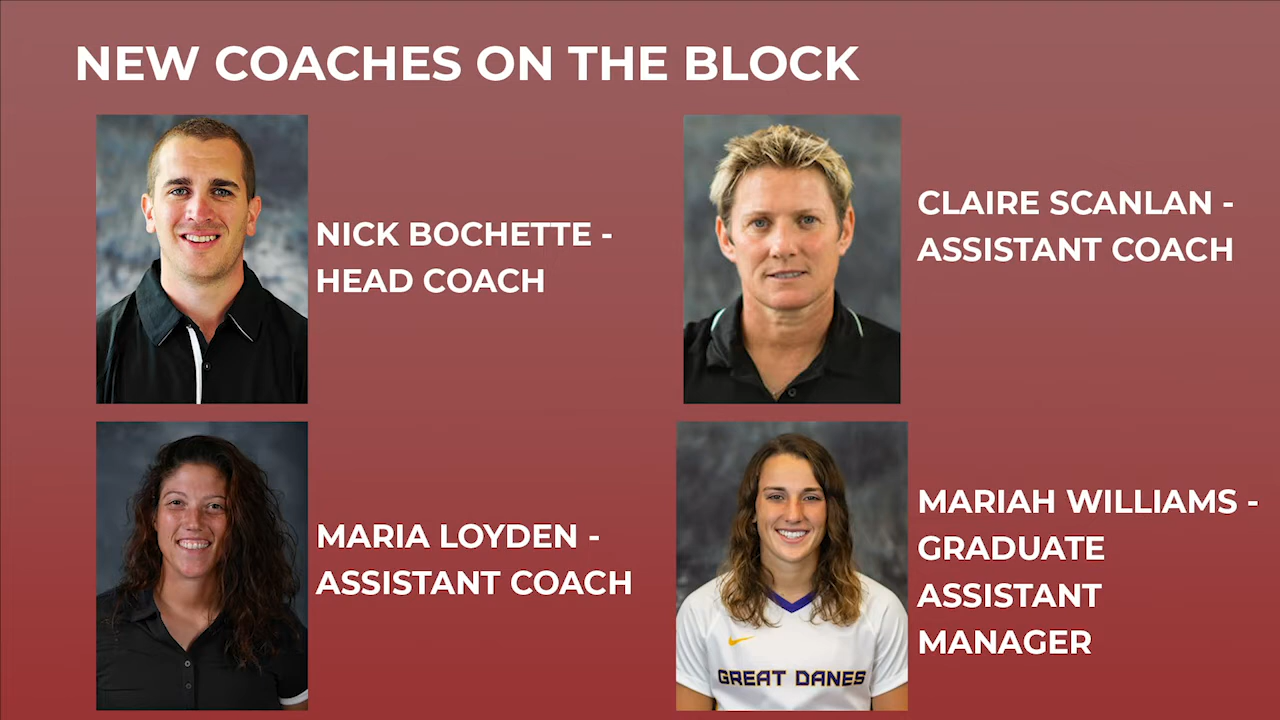 NEW COACHES ON THE BLOCK
NICK BOCHETTE -
HEAD COACH
CLAIRE SCANLAN -
ASSISTANT COACH
MARIA LOYDEN -
ASSISTANT COACH
MARIAH WILLIAMS -
GRADUATE
ASSISTANT
MANAGER
GREAT DANES